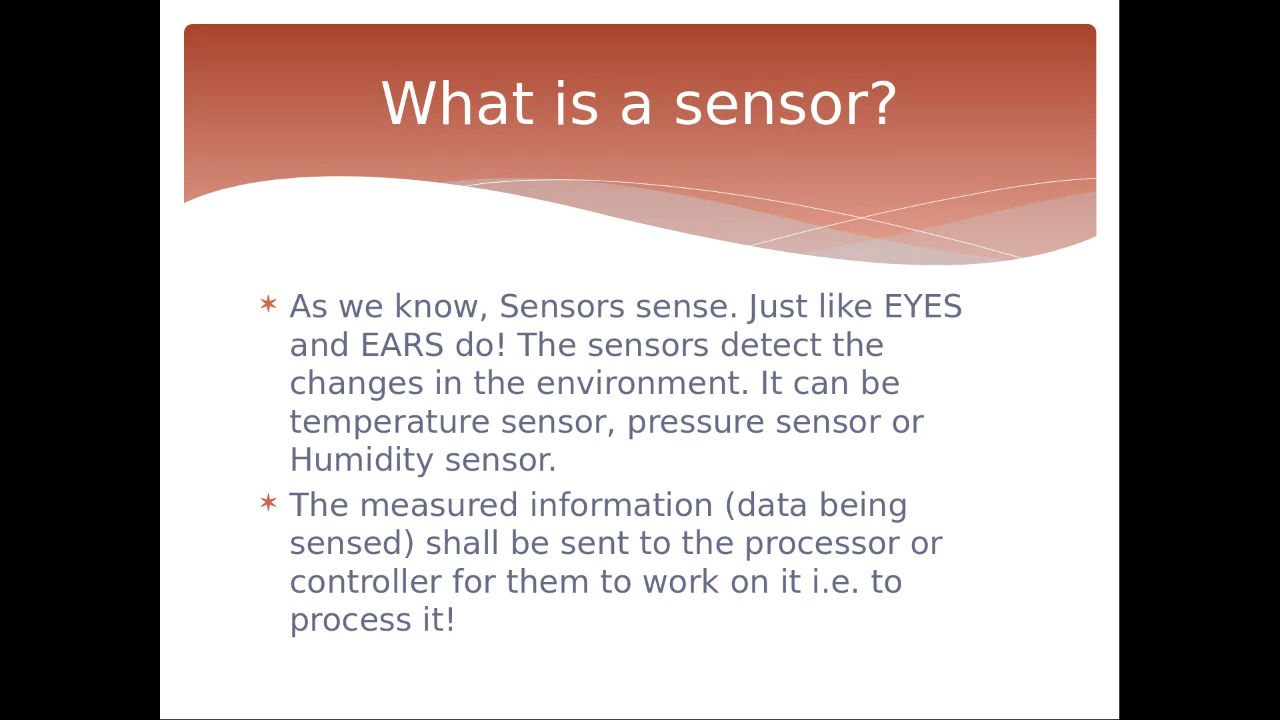 What is a sensor?
As we know, Sensors sense. Just like EYES
and EARS do! The sensors detect the
changes in the environment. It can be
temperature sensor, pressure sensor or
Humidity sensor.
The measured information (data being
sensed) shall be sent to the processor or
controller for them to work on it i.e. to
process it!